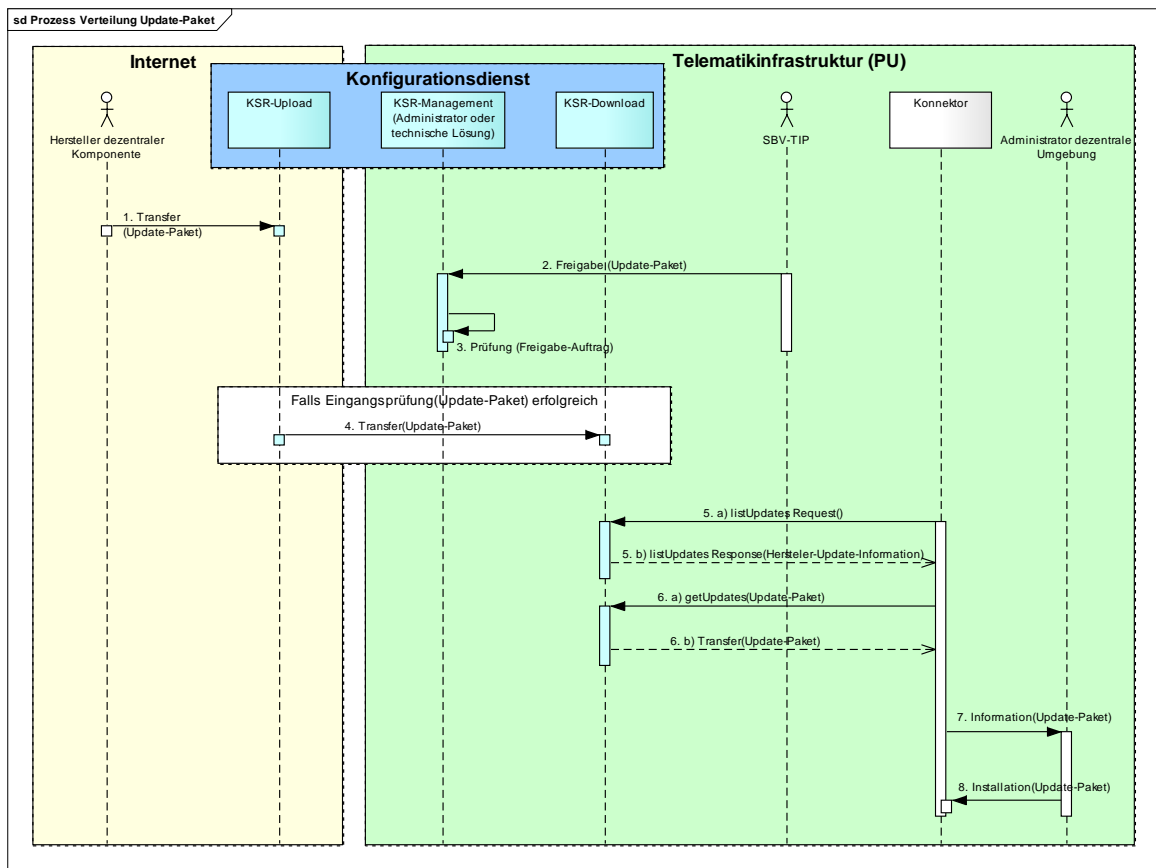 sd Prozess Verteilung Update-Paket
Internet
Telematikinfrastruktur (PU)
Konfigurationsdienst
Hersteller dezentraler
Komponente
KSR-Upload
KSR-Management
(Administrator oder
technische Lösung)
KSR-Download
SBV-TIP
Konnektor
Administrator dezentrale
Umgebung
1. Transfer
(Update-Paket)
2. Freigabe (Update-Paket)
3. Prüfung (Freigabe-Auftrag)
Falls Eingangsprüfung(Update-Paket) erfolgreich
4. Transfer(Update-Paket)
5. a) listUpdates Request()
5. b) listUpdates Response(Hersteler-Update-Information)
6. a) getUpdates(Update-Paket)
6. b) Transfer(Update-Paket)
7. Information(Update-Paket)
8. Installation(Update-Paket)